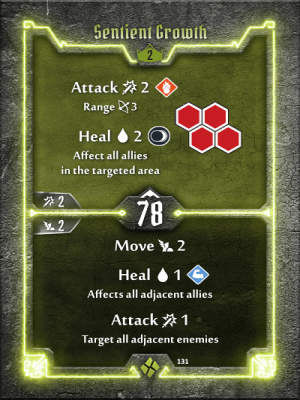 Sentient Growth
2
Attack 2
Range 3
Heal 2
Affect all allies
in the targeted area
2
78
2
Move 2
Heal 1
Affects all adjacent allies
Attack 1
Target all adjacent enemies
131